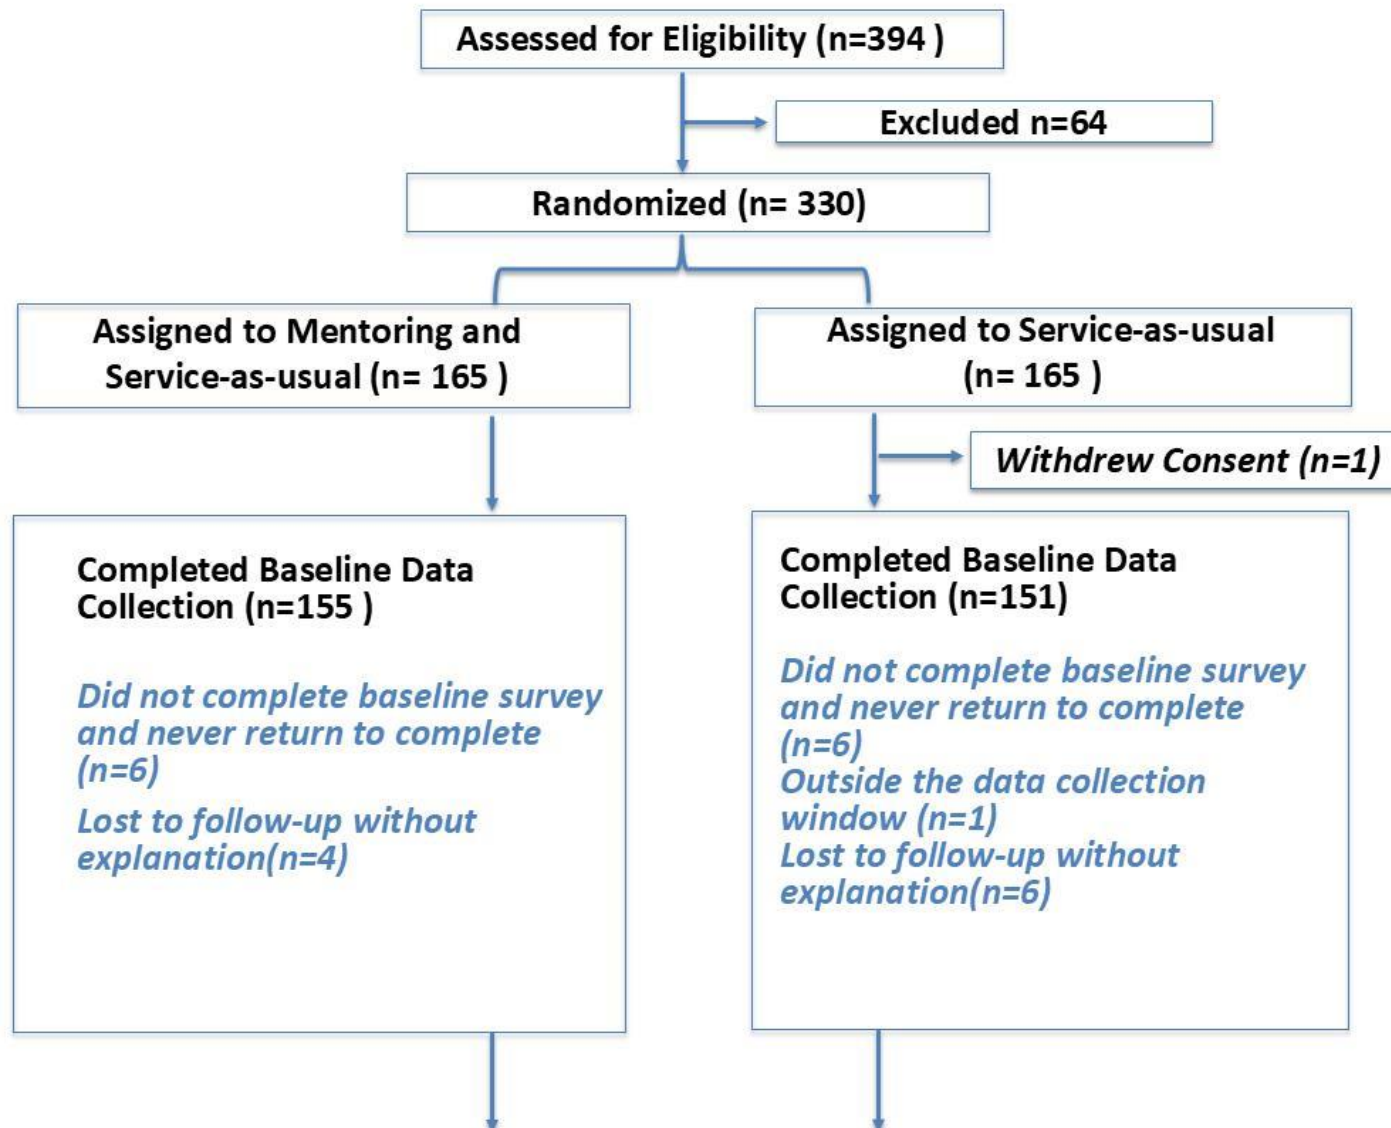 Assessed for Eligibility (n=394 )
Excluded n=64
Randomized (n= 330)
Assigned to Mentoring and
Service-as-usual (n= 165 )
Assigned to Service-as-usual
(n= 165 )
Withdrew Consent (n=1)
Completed Baseline Data
Collection (n=155 )
Did not complete baseline survey
and never return to complete
(n=6)
Lost to follow-up without
explanation(n=4)
Completed Baseline Data
Collection (n=151)
Did not complete baseline survey
and never return to complete
(n=6)
Outside the data collection
window (n=1)
Lost to follow-up without
explanation(n=6)